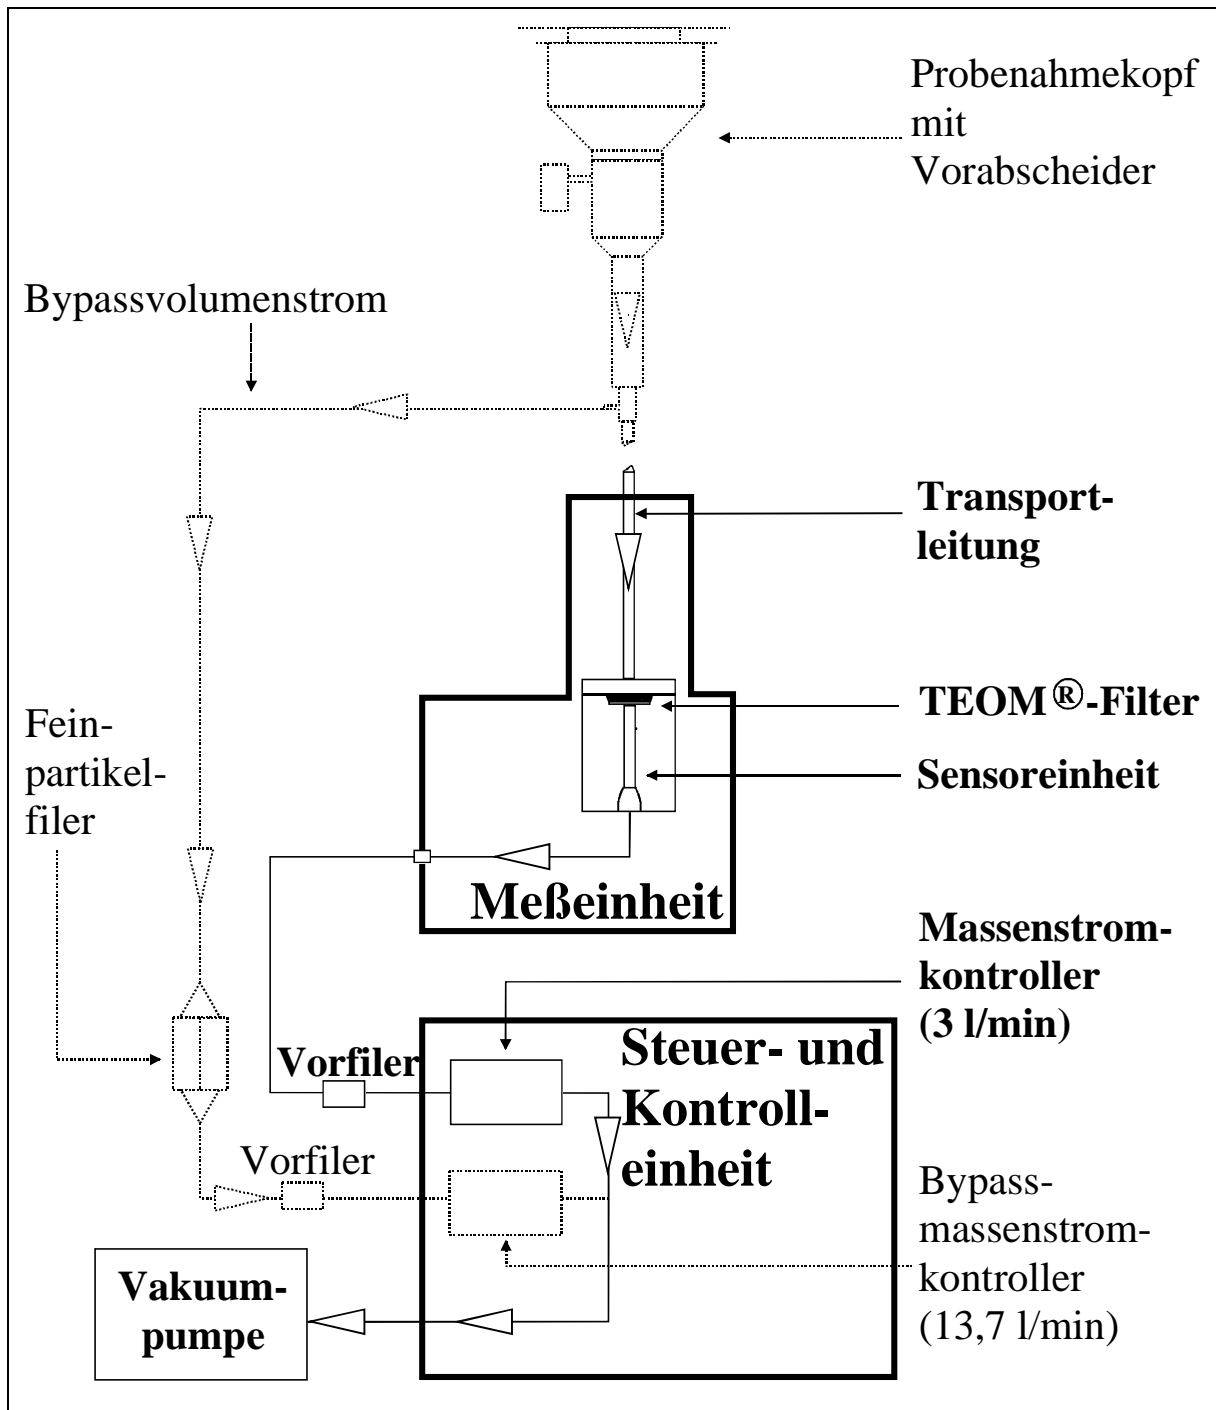 Probenahmekopf
mit
Vorabscheider
Bypassvolumenstrom
Transport-
leitung
TEOM®-Filter
Sensoreinheit
Fein-
partikel-
filer
Meßeinheit
Massenstrom-
kontroller
(3 l/min)
Steuer- und
Kontroll-
einheit
Vorfiler
Vorfiler
Bypass-
massenstrom-
kontroller
(13,7 l/min)
Vakuum-
pumpe